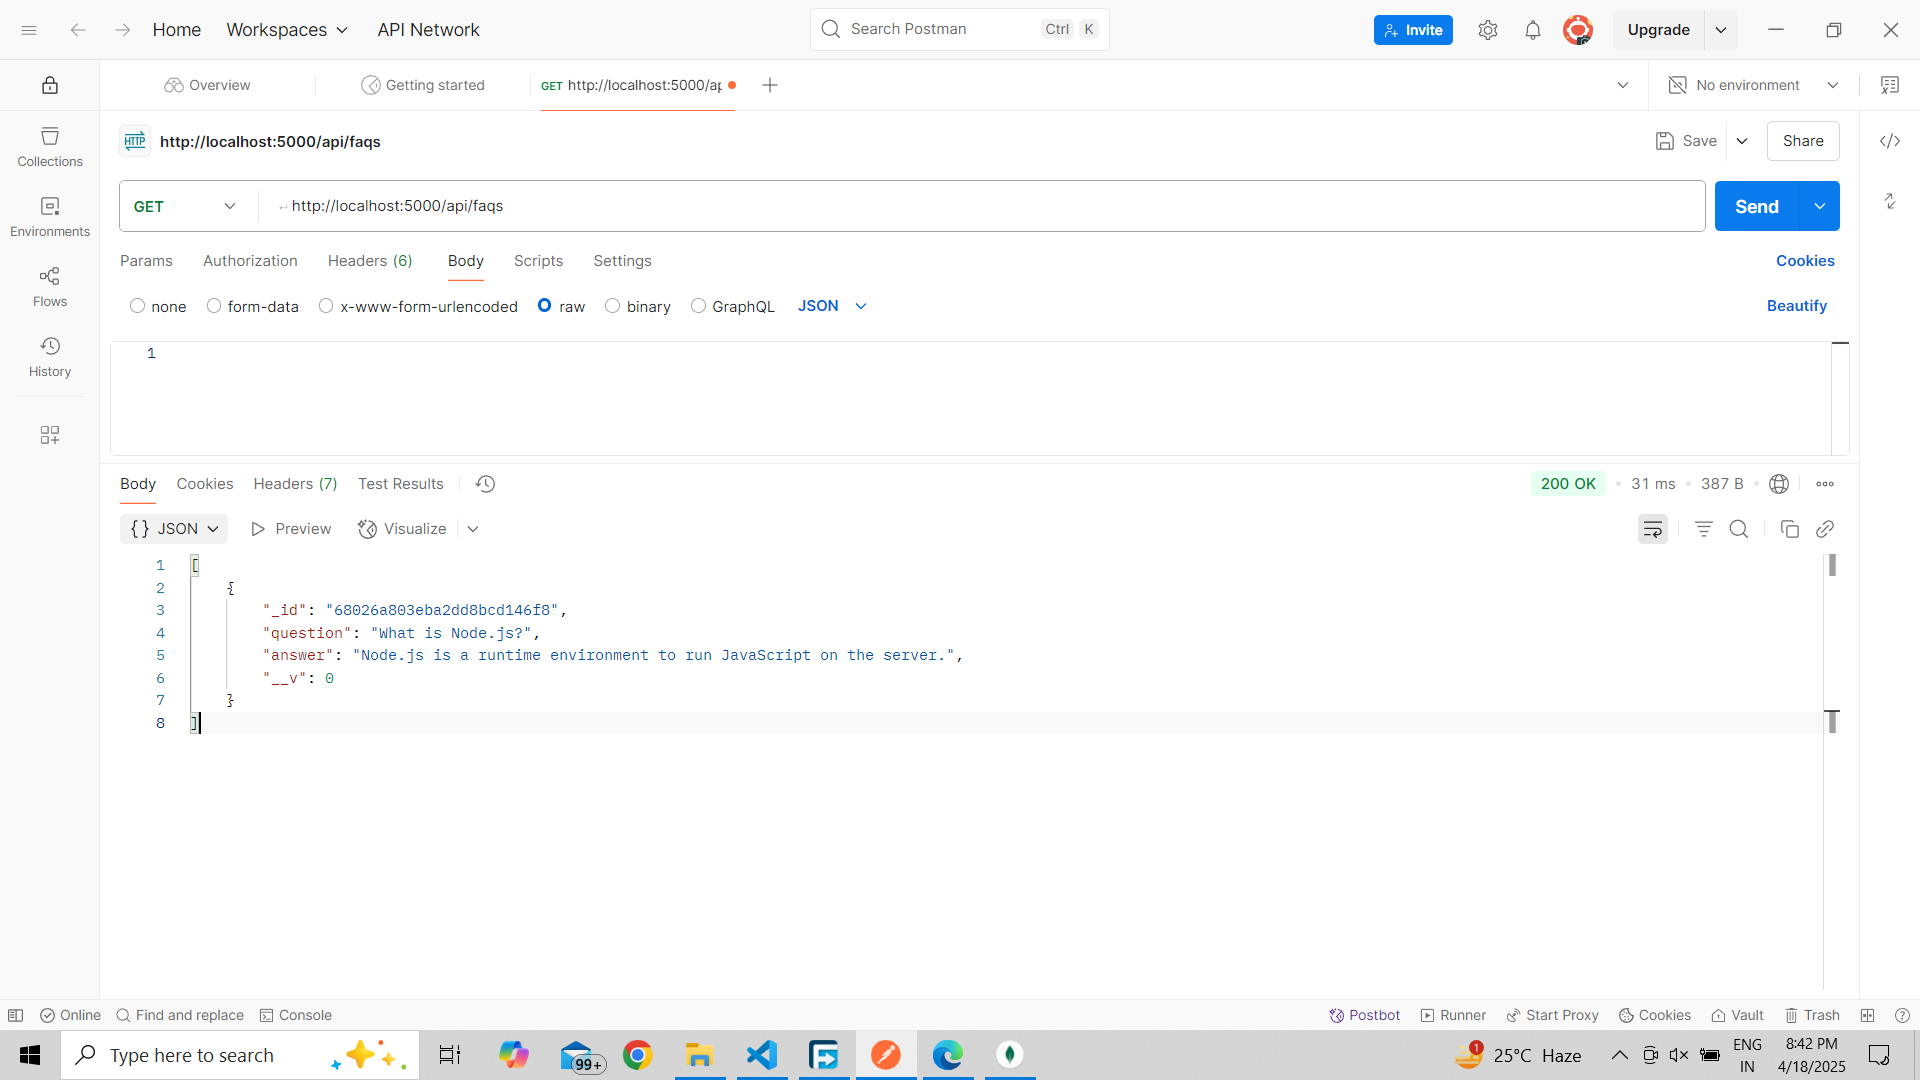 Home Workspaces API Network Search Postman Ctrl K Invite Upgrade
Overview Getting started GET http://localhost:5000/ap No environment
HTTP http://localhost:5000/api/faqs Save Share
Collections
GET http://localhost:5000/api/faqs Send
Environments
Params Authorization Headers (6) Body Scripts Settings Cookies
Flows
none form-data x-www-form-urlencoded raw binary GraphQL JSON Beautify
History
1
Body Cookies Headers (7) Test Results 200 OK • 31 ms • 387 B •
{} JSON Preview Visualize
1 [
2 {
3 "_id": "68026a803eba2dd8bcd146f8",
4 "question": "What is Node.js?",
5 "answer": "Node.js is a runtime environment to run JavaScript on the server.",
6 "__v": 0
7 }
8 ]
Online Find and replace Console Postbot Runner Start Proxy Cookies Vault Trash
Type here to search 99+ 1 25°C Haze ENG IN 8:42 PM 4/18/2025